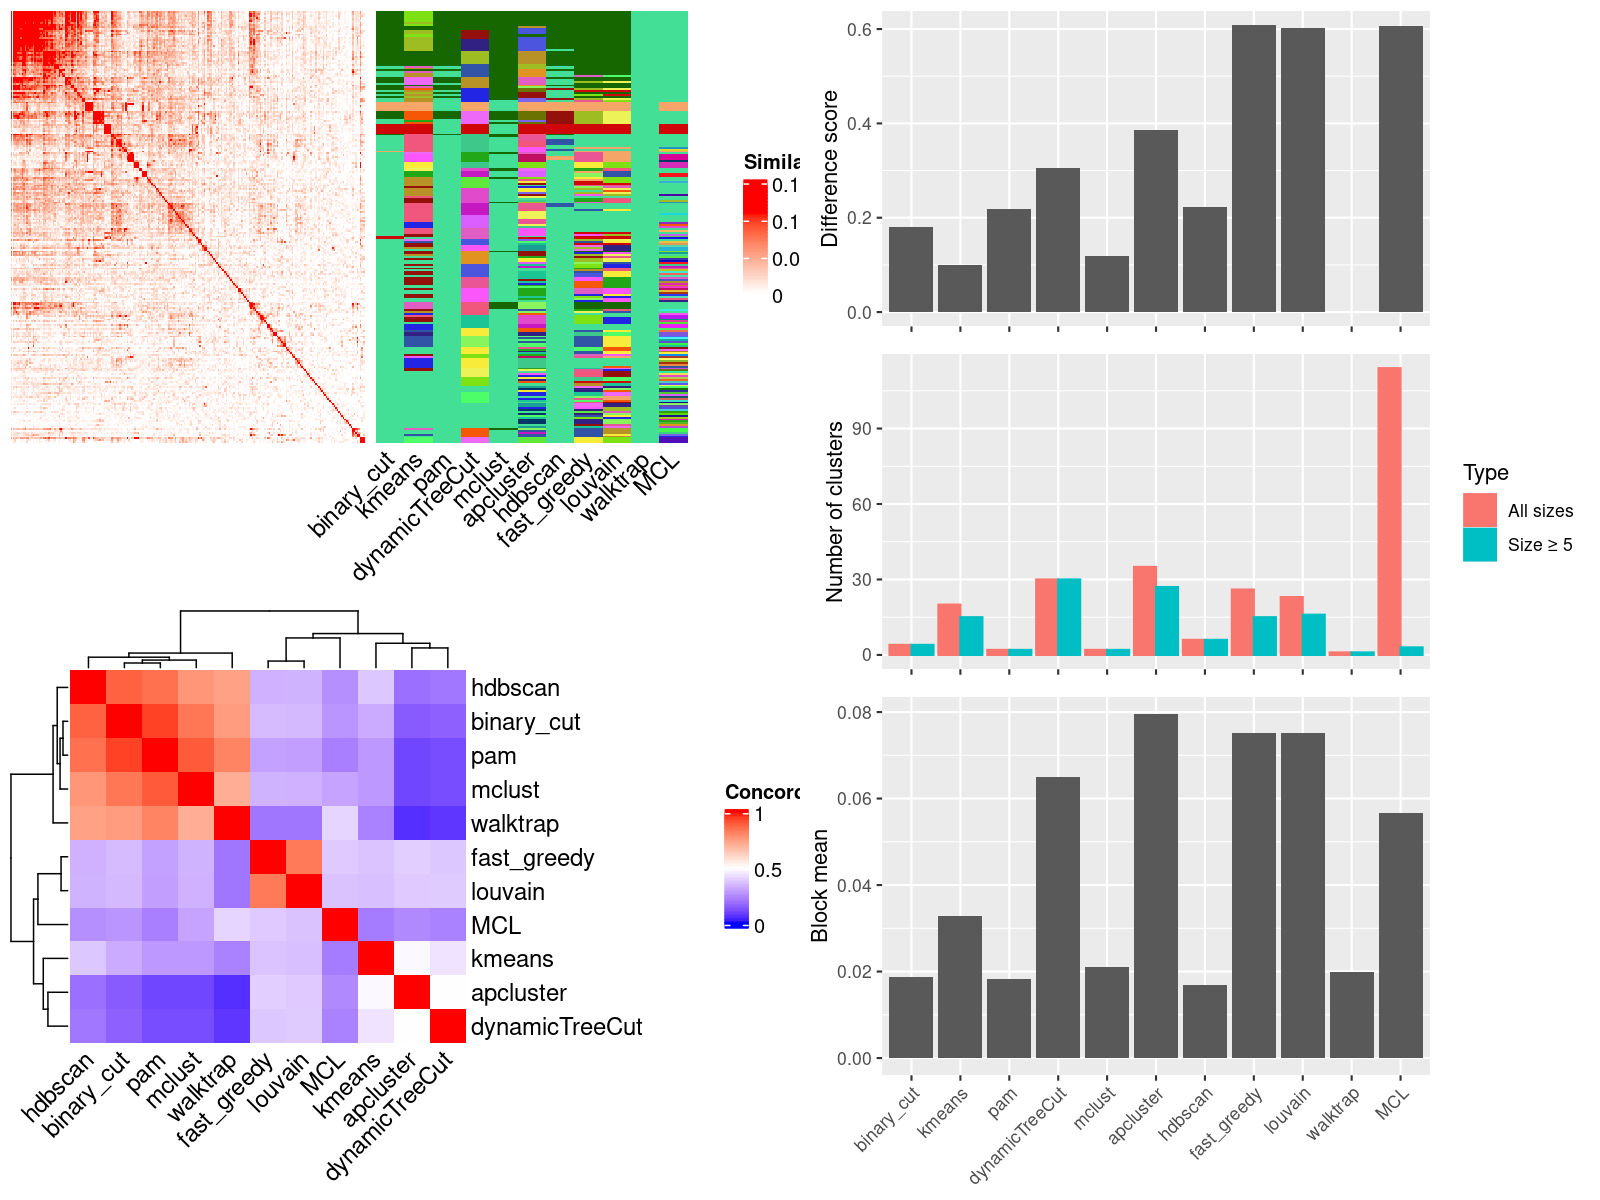 Simila
0.1
0.1
0.0
0
binary_cut
kmeans
pam
dynamicTreeCut
mclust
apcluster
hdbscan
fast_greedy
louvain
walktrap
MCL
hdbscan
binary_cut
pam
mclust
walktrap
fast_greedy
louvain
MCL
kmeans
apcluster
dynamicTreeCut
hdbscan
binary_cut
pam
mclust
walktrap
fast_greedy
louvain
MCL
kmeans
apcluster
dynamicTreeCut
Concord
1
0.5
0
Difference score
0.6
0.4
0.2
0.0
Number of clusters
90
60
30
0
Type
All sizes
Size ≥ 5
Block mean
0.08
0.06
0.04
0.02
0.00
binary_cut
kmeans
pam
dynamicTreeCut
mclust
apcluster
hdbscan
fast_greedy
louvain
walktrap
MCL